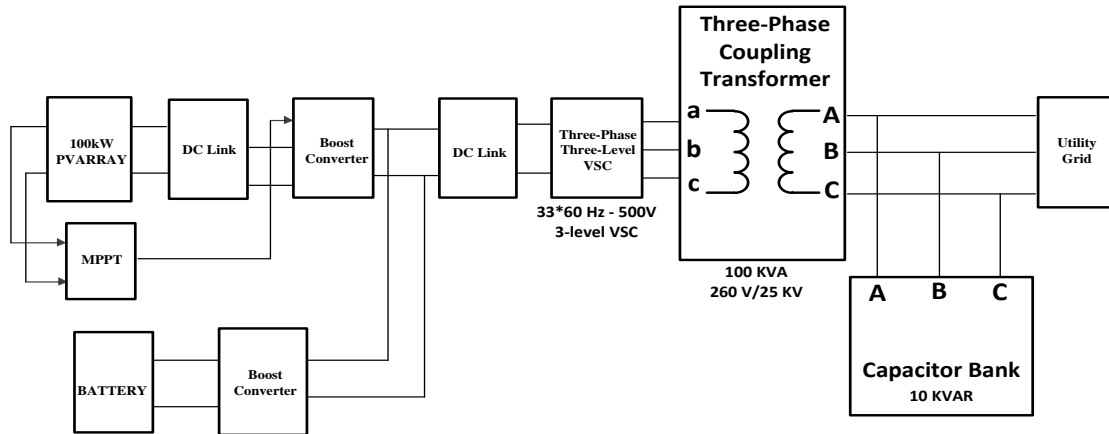 100kW
PVARRAY
DC Link
Boost
Converter
DC Link
Three-Phase
Three-Level
VSC
33*60 Hz - 500V
3-level VSC
Three-Phase
Coupling
Transformer
a
b
c
A
B
C
100 KVA
260 V/25 KV
Utility
Grid
MPPT
BATTERY
Boost
Converter
A
B
C
Capacitor Bank
10 KVAR